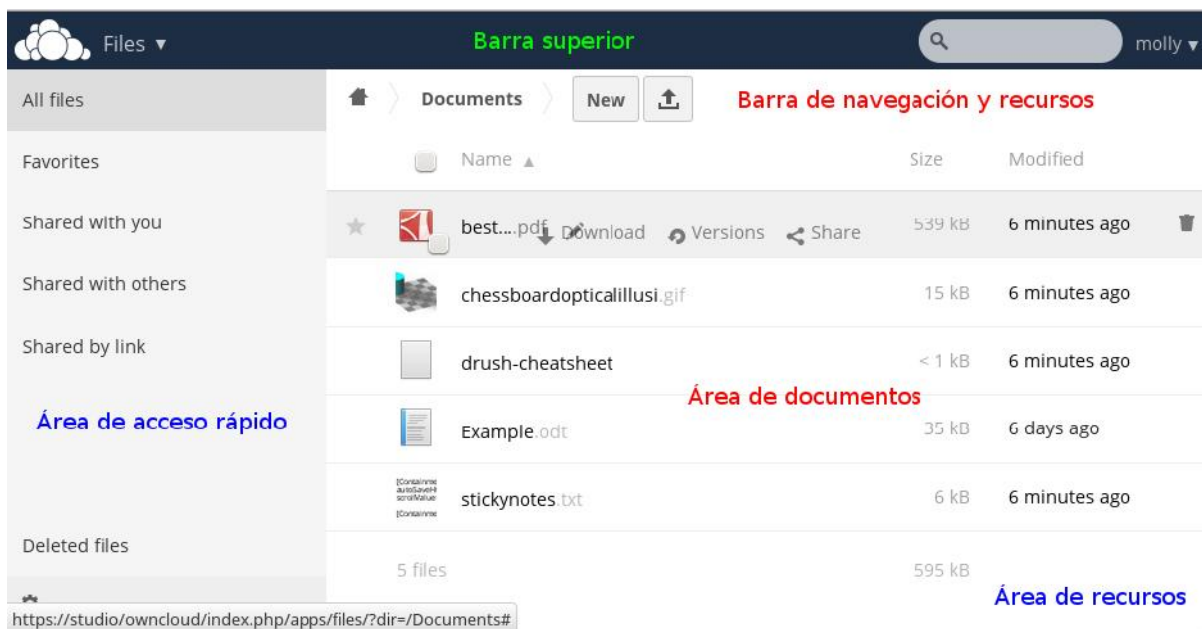 Files ▾ Barra superior molly ▾
All files
Documents New Barra de navegación y recursos
Favorites
Name ▲ Size Modified
Shared with you
best....pdf Download Versions Share 539 kB 6 minutes ago
Shared with others
chessboardopticalillusi.gif 15 kB 6 minutes ago
Shared by link
drush-cheatsheet < 1 kB 6 minutes ago
Área de documentos
Área de acceso rápido
Example.odt 35 kB 6 days ago
[Containme
autoSaveH
scrollValue
[Containme
stickynotes.txt 6 kB 6 minutes ago
Deleted files
5 files 595 kB
Área de recursos
https://studio/owncloud/index.php/apps/files/?dir=/Documents#